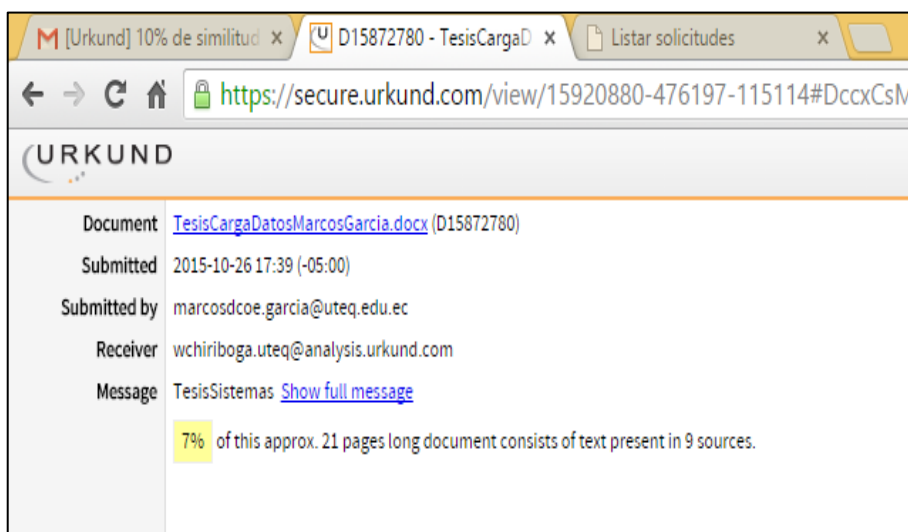 [Urkund] 10% de similitud
D15872780 - TesisCargaD
Listar solicitudes
https://secure.urkund.com/view/15920880-476197-115114#DccxCsM
URKUND
Document TesisCargaDatosMarcosGarcia.docx (D15872780)
Submitted 2015-10-26 17:39 (-05:00)
Submitted by marcosdcoe.garcia@uteq.edu.ec
Receiver wchiriboga.uteq@analysis.urkund.com
Message TesisSistemas Show full message
7% of this approx. 21 pages long document consists of text present in 9 sources.